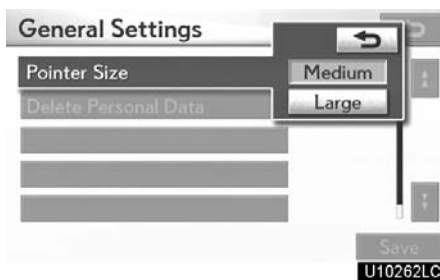 General Settings
Pointer Size
Medium
Delete Personal Data
Large
Save
U10262LC